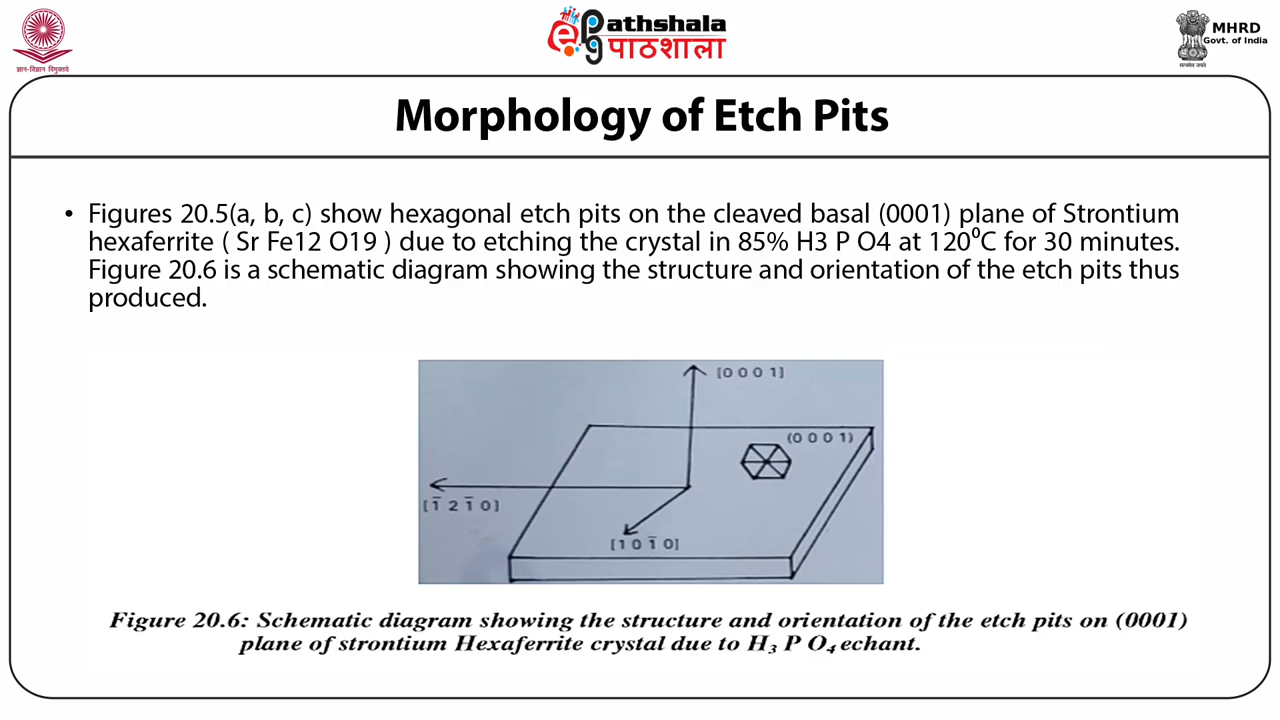 ज्ञान-विज्ञान विमुक्तये
ePathshala
पाठशाला
MHRD
Govt. of India
सत्यमेव जयते
Morphology of Etch Pits
• Figures 20.5(a, b, c) show hexagonal etch pits on the cleaved basal (0001) plane of Strontium
hexaferrite ( Sr Fe12 O19 ) due to etching the crystal in 85% H3 P O4 at 120⁰C for 30 minutes.
Figure 20.6 is a schematic diagram showing the structure and orientation of the etch pits thus
produced.
[0 0 0 1]
(0 0 0 1)
[1̅ 2 1̅ 0]
[1 0 1̅ 0]
Figure 20.6: Schematic diagram showing the structure and orientation of the etch pits on (0001)
plane of strontium Hexaferrite crystal due to H₃ P O₄ echant.